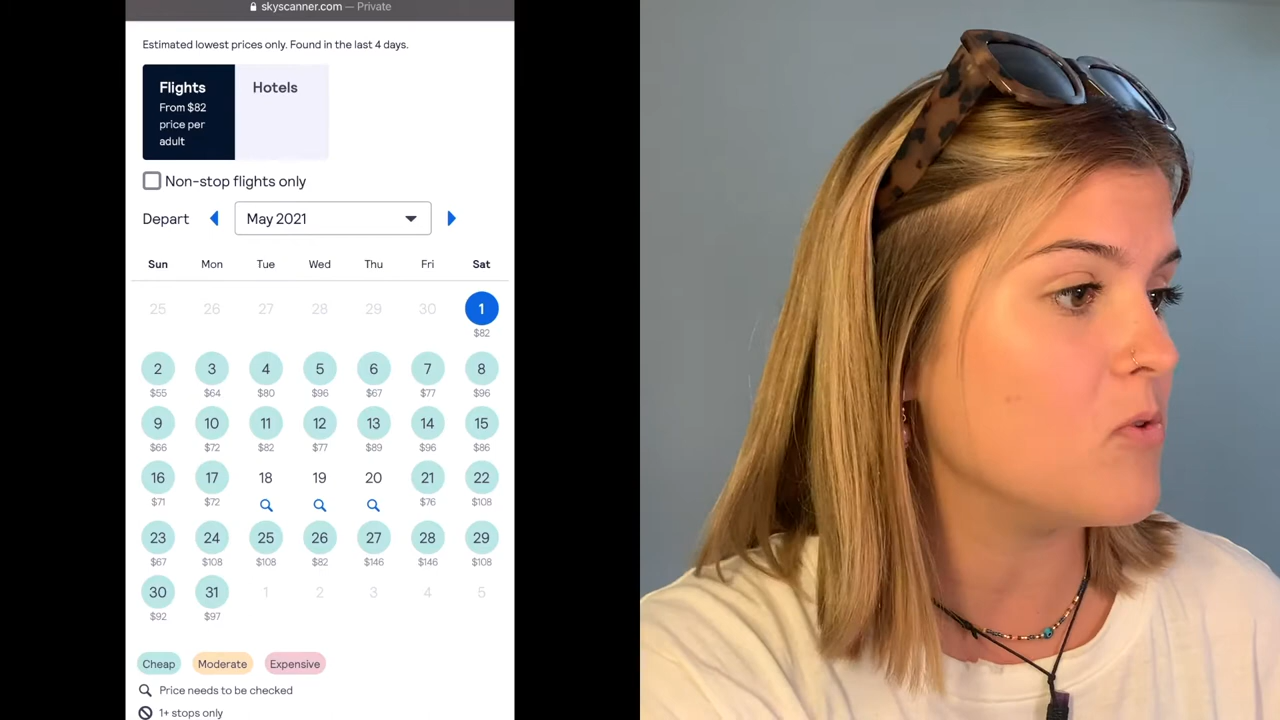 skyscanner.com — Private
Estimated lowest prices only. Found in the last 4 days.
Flights Hotels
From $82
price per
adult
Non-stop flights only
Depart May 2021
Sun Mon Tue Wed Thu Fri Sat
25 26 27 28 29 30 1
$82
2 3 4 5 6 7 8
$55 $64 $80 $96 $67 $77 $96
9 10 11 12 13 14 15
$66 $72 $82 $77 $89 $96 $86
16 17 18 19 20 21 22
$71 $72 $76 $108
23 24 25 26 27 28 29
$67 $108 $108 $82 $146 $146 $108
30 31 1 2 3 4 5
$92 $97
Cheap Moderate Expensive
Price needs to be checked
1+ stops only